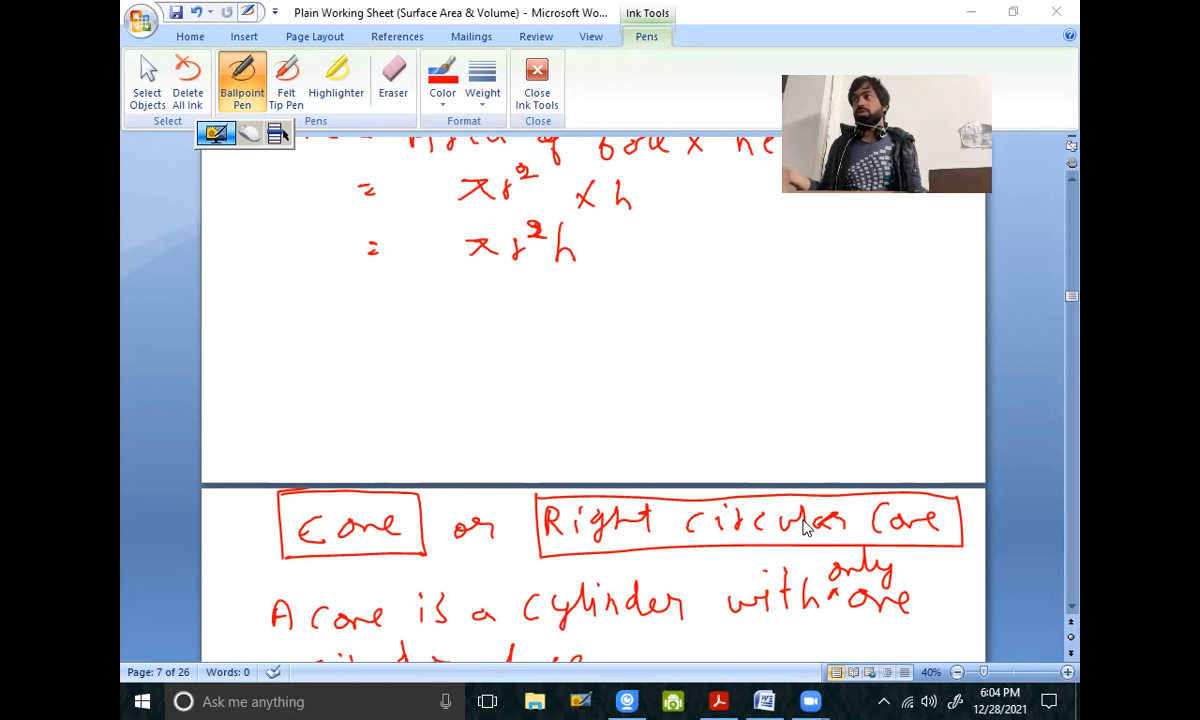 Plain Working Sheet (Surface Area & Volume) - Microsoft Wo...
Ink Tools
Home Insert Page Layout References Mailings Review View Pens
Select Objects
Delete All Ink
Ballpoint Pen
Felt Tip Pen
Highlighter
Eraser
Color
Weight
Close Ink Tools
Select Pens Format Close
of x
= πr² x h
= πr²h
Cone or Right circular Cone
only
A cone is a cylinder with ^ one
Page: 7 of 26 Words: 0 40%
Ask me anything
6:04 PM
12/28/2021